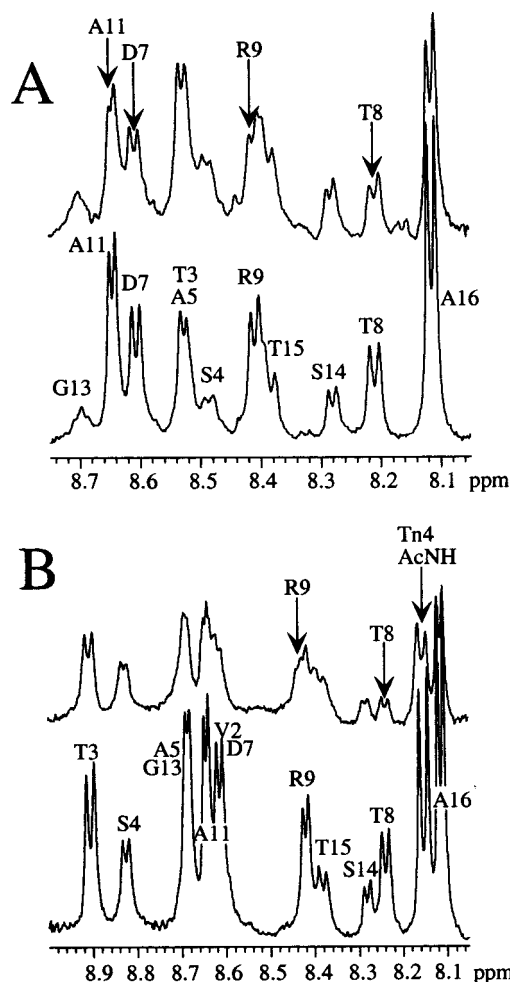 A
A11
D7
R9
T8
A11
D7
T3
A5
R9
T8
G13
S4
T15
S14
A16
8.7 8.6 8.5 8.4 8.3 8.2 8.1 ppm
B
Tn4
AcNH
R9
T8
T3
S4
A5
G13
V2
D7
A11
R9
T15
S14
T8
A16
8.9 8.8 8.7 8.6 8.5 8.4 8.3 8.2 8.1 ppm